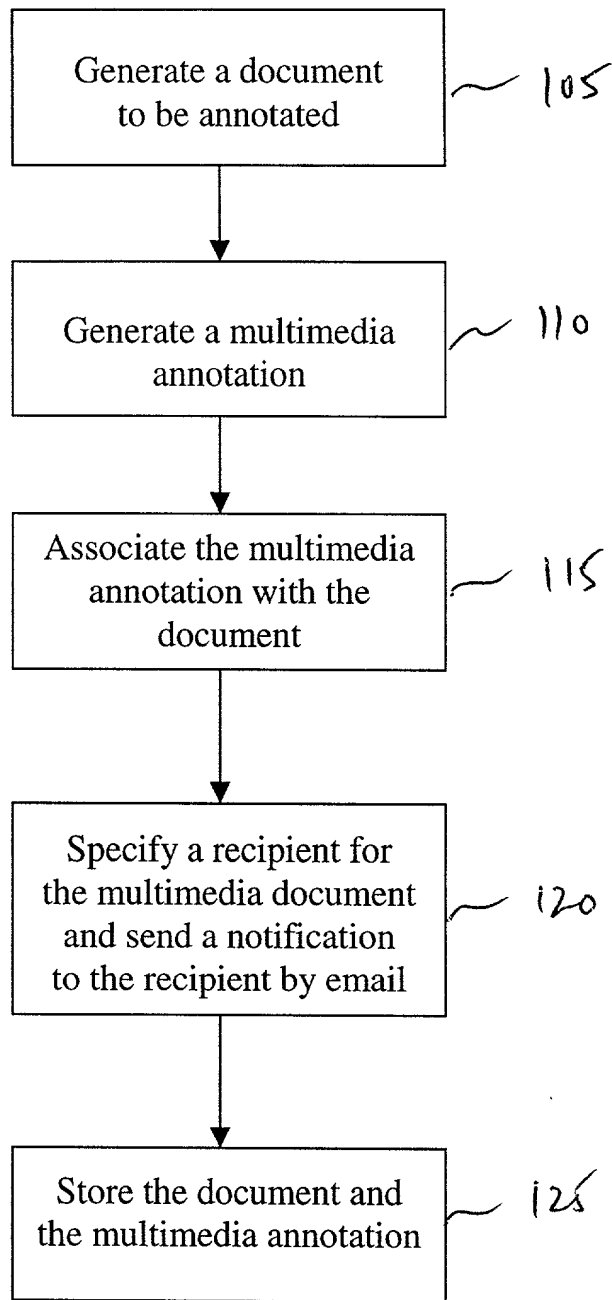 Generate a document
to be annotated
105
Generate a multimedia
annotation
110
Associate the multimedia
annotation with the
document
115
Specify a recipient for
the multimedia document
and send a notification
to the recipient by email
120
Store the document and
the multimedia annotation
125